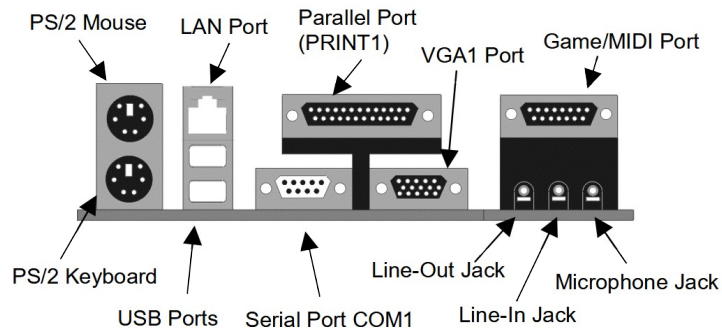 PS/2 Mouse
LAN Port
Parallel Port
(PRINT1)
VGA1 Port
Game/MIDI Port
PS/2 Keyboard
USB Ports
Serial Port COM1
Line-Out Jack
Line-In Jack
Microphone Jack